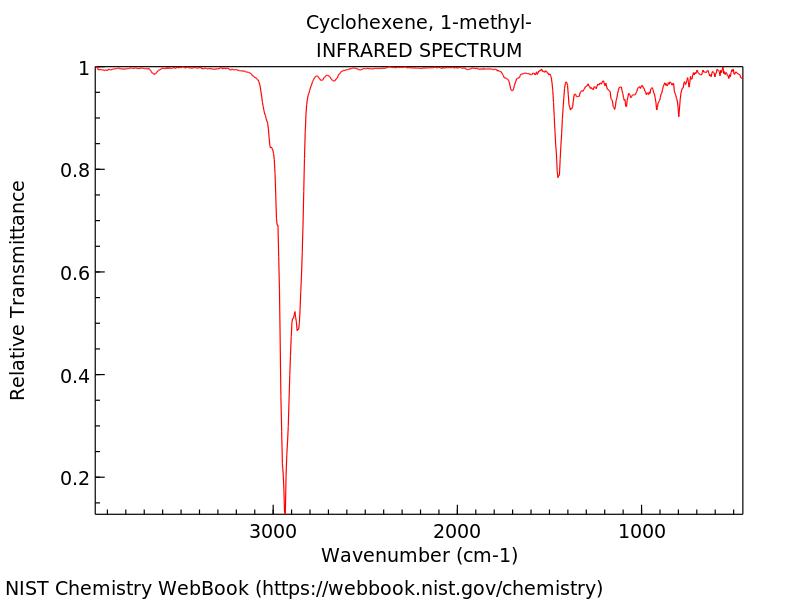 Cyclohexene, 1-methyl-
INFRARED SPECTRUM
1
0.8
0.6
0.4
0.2
Relative Transmittance
3000 2000 1000
Wavenumber (cm-1)
NIST Chemistry WebBook (https://webbook.nist.gov/chemistry)